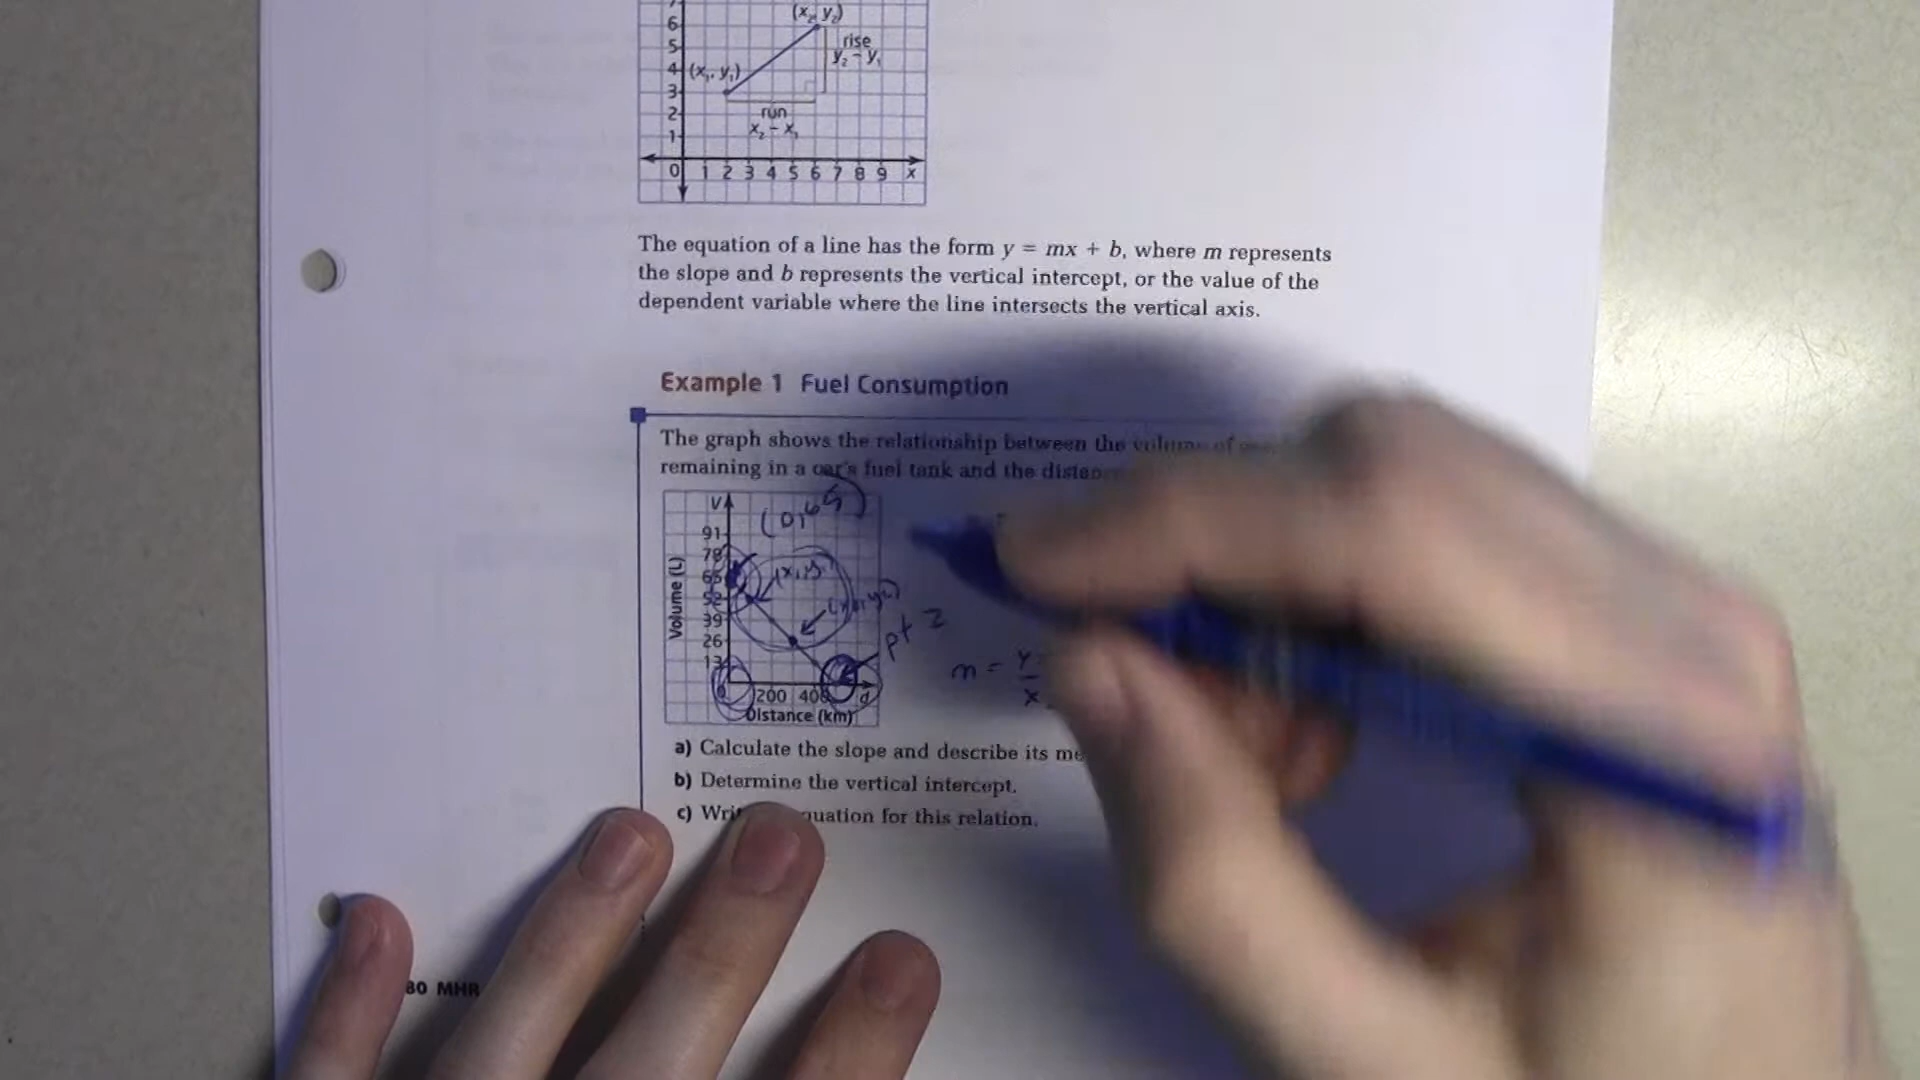 6
5
4
3
2
1
(x₁, y₁)
(x₂, y₂)
rise
y₂ − y₁
run
x₂ − x₁
0 1 2 3 4 5 6 7 8 9 x
The equation of a line has the form y = mx + b, where m represents
the slope and b represents the vertical intercept, or the value of the
dependent variable where the line intersects the vertical axis.
Example 1 Fuel Consumption
The graph shows the relationship between the volume of
remaining in a car's fuel tank and the
V
(0,65)
91
78
65
52
39
26
13
Volume (L)
pt 2
m = y
x
200 400 d
Distance (km)
a) Calculate the slope and describe its
b) Determine the vertical intercept.
c) for this relation.
80 MHR